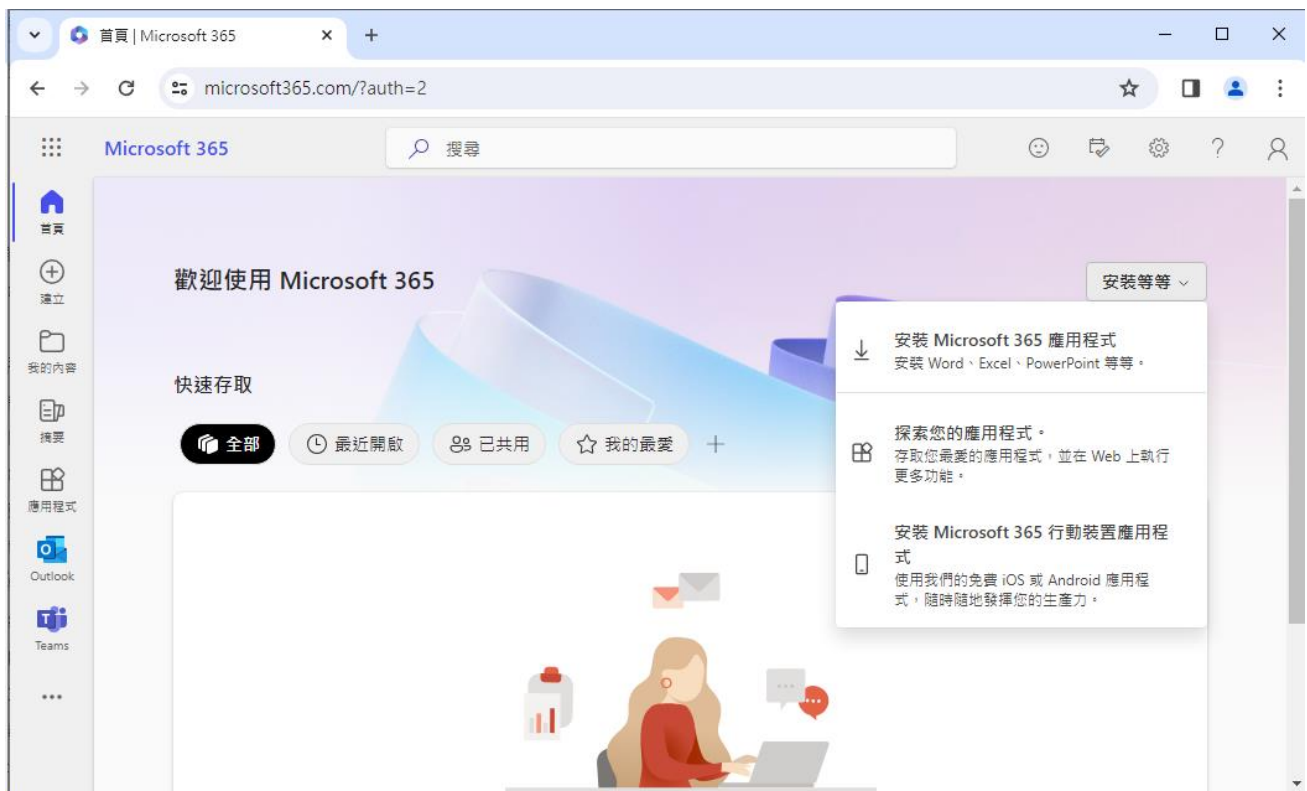 首頁 | Microsoft 365
microsoft365.com/?auth=2
Microsoft 365
搜尋
首頁
建立
我的內容
摘要
應用程式
Outlook
Teams
歡迎使用 Microsoft 365
安裝等等
安裝 Microsoft 365 應用程式
安裝 Word、Excel、PowerPoint 等等。
探索您的應用程式。
存取您最愛的應用程式，並在 Web 上執行
更多功能。
安裝 Microsoft 365 行動裝置應用程
式
使用我們的免費 iOS 或 Android 應用程
式，隨時隨地發揮您的生產力。
快速存取
全部
最近開啟
已共用
我的最愛